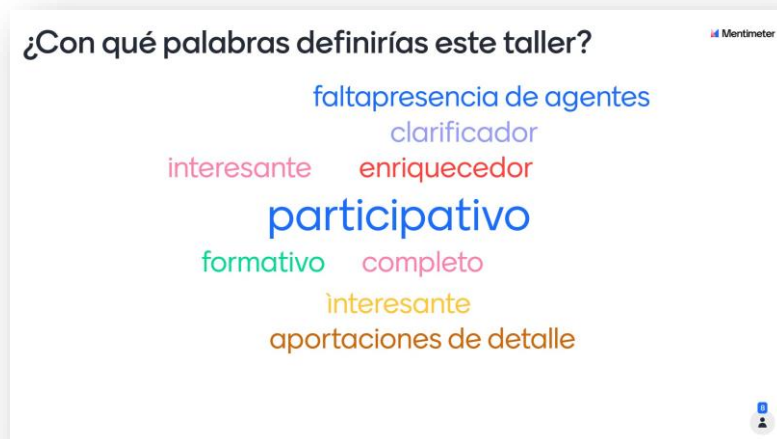 ¿Con qué palabras definirías este taller?
Mentimeter
faltapresencia de agentes
clarificador
interesante enriquecedor
participativo
formativo completo
ìnteresante
aportaciones de detalle
8